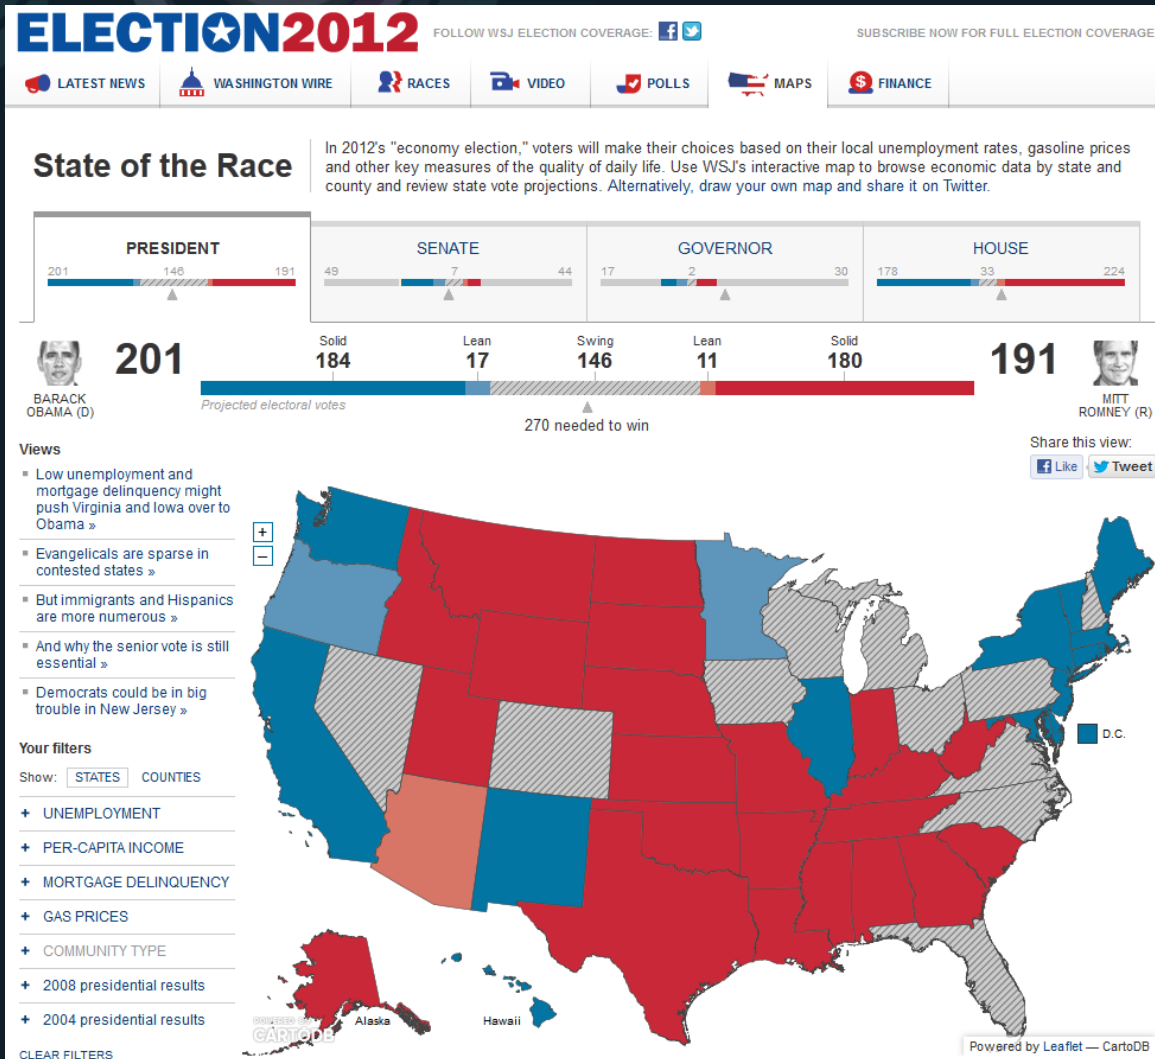 ELECTION2012
FOLLOW WSJ ELECTION COVERAGE:
SUBSCRIBE NOW FOR FULL ELECTION COVERAGE
LATEST NEWS
WASHINGTON WIRE
RACES
VIDEO
POLLS
MAPS
FINANCE
State of the Race
In 2012's "economy election," voters will make their choices based on their local unemployment rates, gasoline prices
and other key measures of the quality of daily life. Use WSJ's interactive map to browse economic data by state and
county and review state vote projections. Alternatively, draw your own map and share it on Twitter.
PRESIDENT
201 146 191
SENATE
49 7 44
GOVERNOR
17 2 30
HOUSE
178 33 224
BARACK
OBAMA (D)
201
Solid
184
Lean
17
Swing
146
Lean
11
Solid
180
191
MITT
ROMNEY (R)
Projected electoral votes
270 needed to win
Share this view:
Like
Tweet
Views
Low unemployment and
mortgage delinquency might
push Virginia and Iowa over to
Obama »
Evangelicals are sparse in
contested states »
But immigrants and Hispanics
are more numerous »
And why the senior vote is still
essential »
Democrats could be in big
trouble in New Jersey »
Your filters
Show: STATES COUNTIES
+ UNEMPLOYMENT
+ PER-CAPITA INCOME
+ MORTGAGE DELINQUENCY
+ GAS PRICES
+ COMMUNITY TYPE
+ 2008 presidential results
+ 2004 presidential results
CLEAR FILTERS
+
−
D.C.
Alaska
Hawaii
POWERED BY
CARTODB
Powered by Leaflet — CartoDB